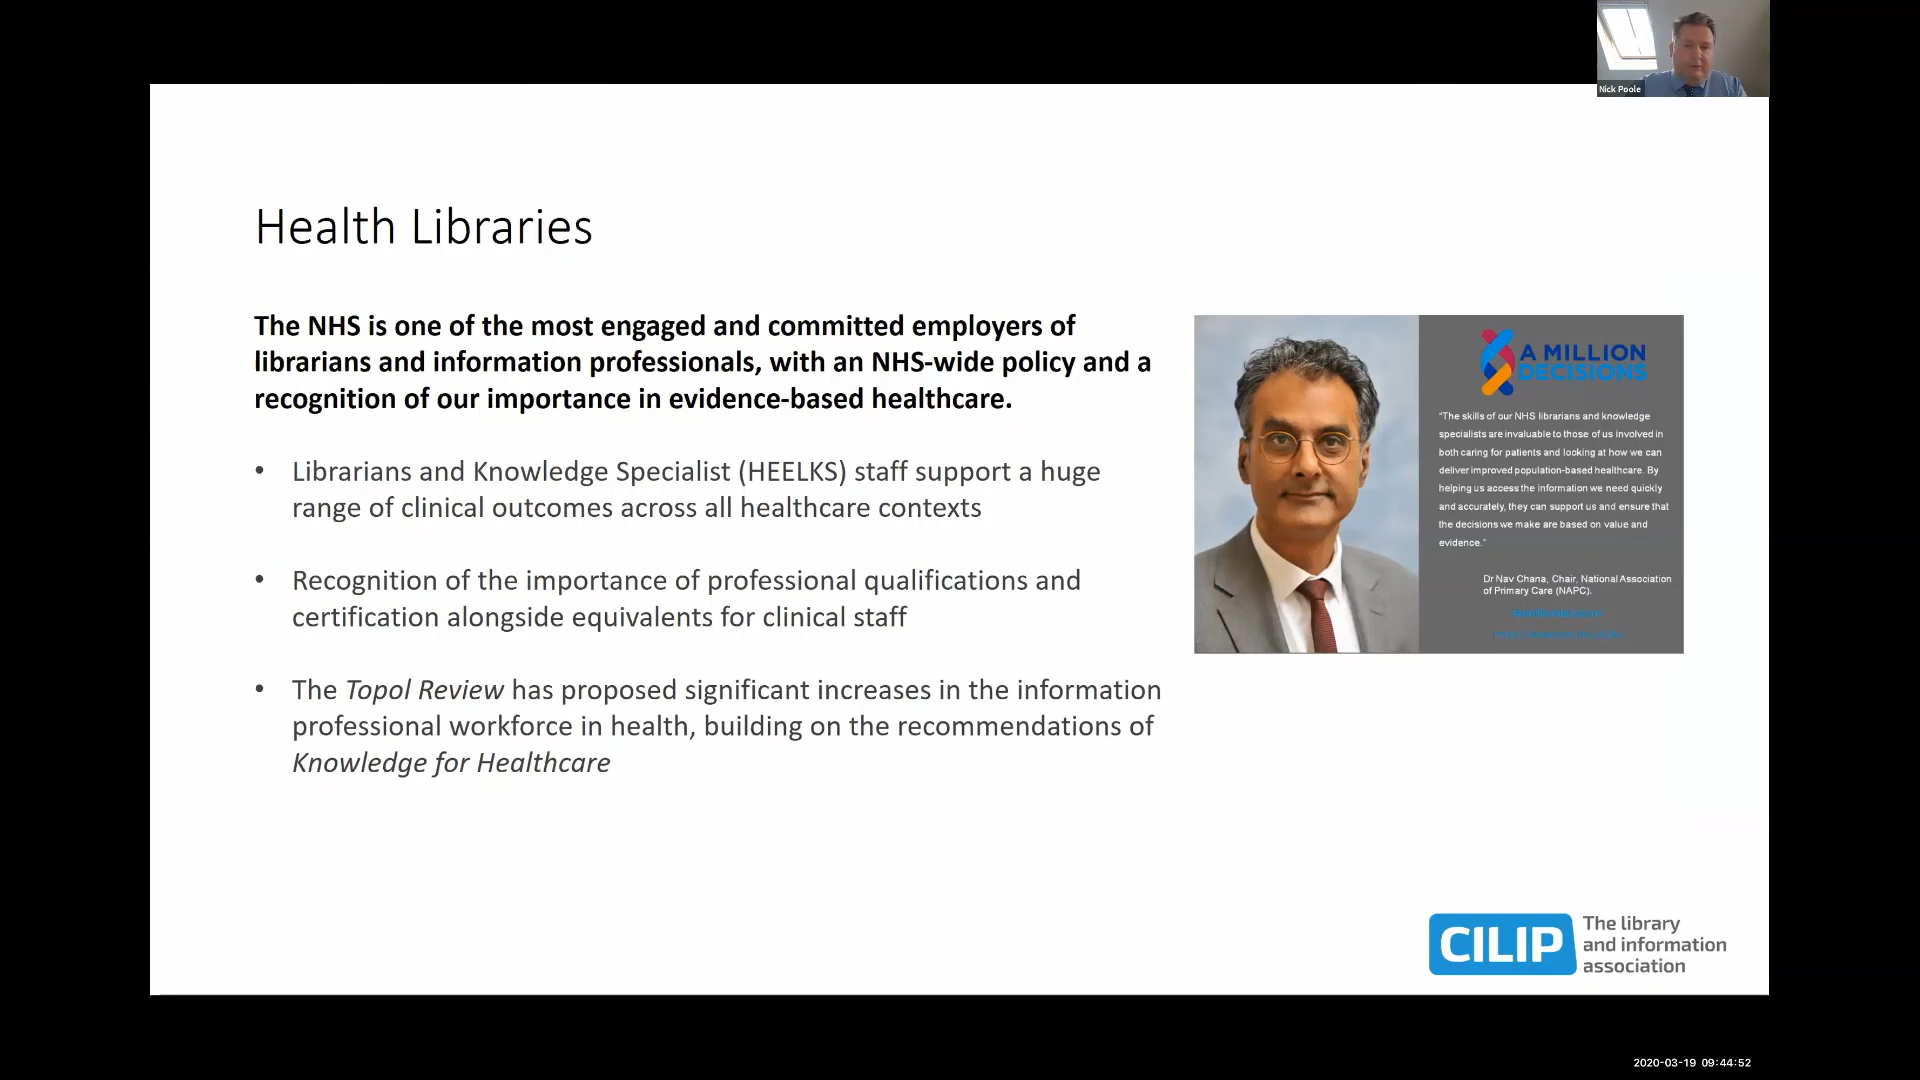 Nick Poole
Health Libraries
The NHS is one of the most engaged and committed employers of
librarians and information professionals, with an NHS-wide policy and a
recognition of our importance in evidence-based healthcare.
• Librarians and Knowledge Specialist (HEELKS) staff support a huge
range of clinical outcomes across all healthcare contexts
• Recognition of the importance of professional qualifications and
certification alongside equivalents for clinical staff
• The Topol Review has proposed significant increases in the information
professional workforce in health, building on the recommendations of
Knowledge for Healthcare
A MILLION
DECISIONS
"The skills of our NHS librarians and knowledge
specialists are invaluable to those of us involved in
both caring for patients and looking at how we can
deliver improved population-based healthcare. By
helping us access the information we need quickly
and accurately, they can support us and ensure that
the decisions we make are based on value and
evidence."
Dr Nav Chana, Chair, National Association
of Primary Care (NAPC).
CILIP
The library
and information
association
2020-03-19 09:44:52